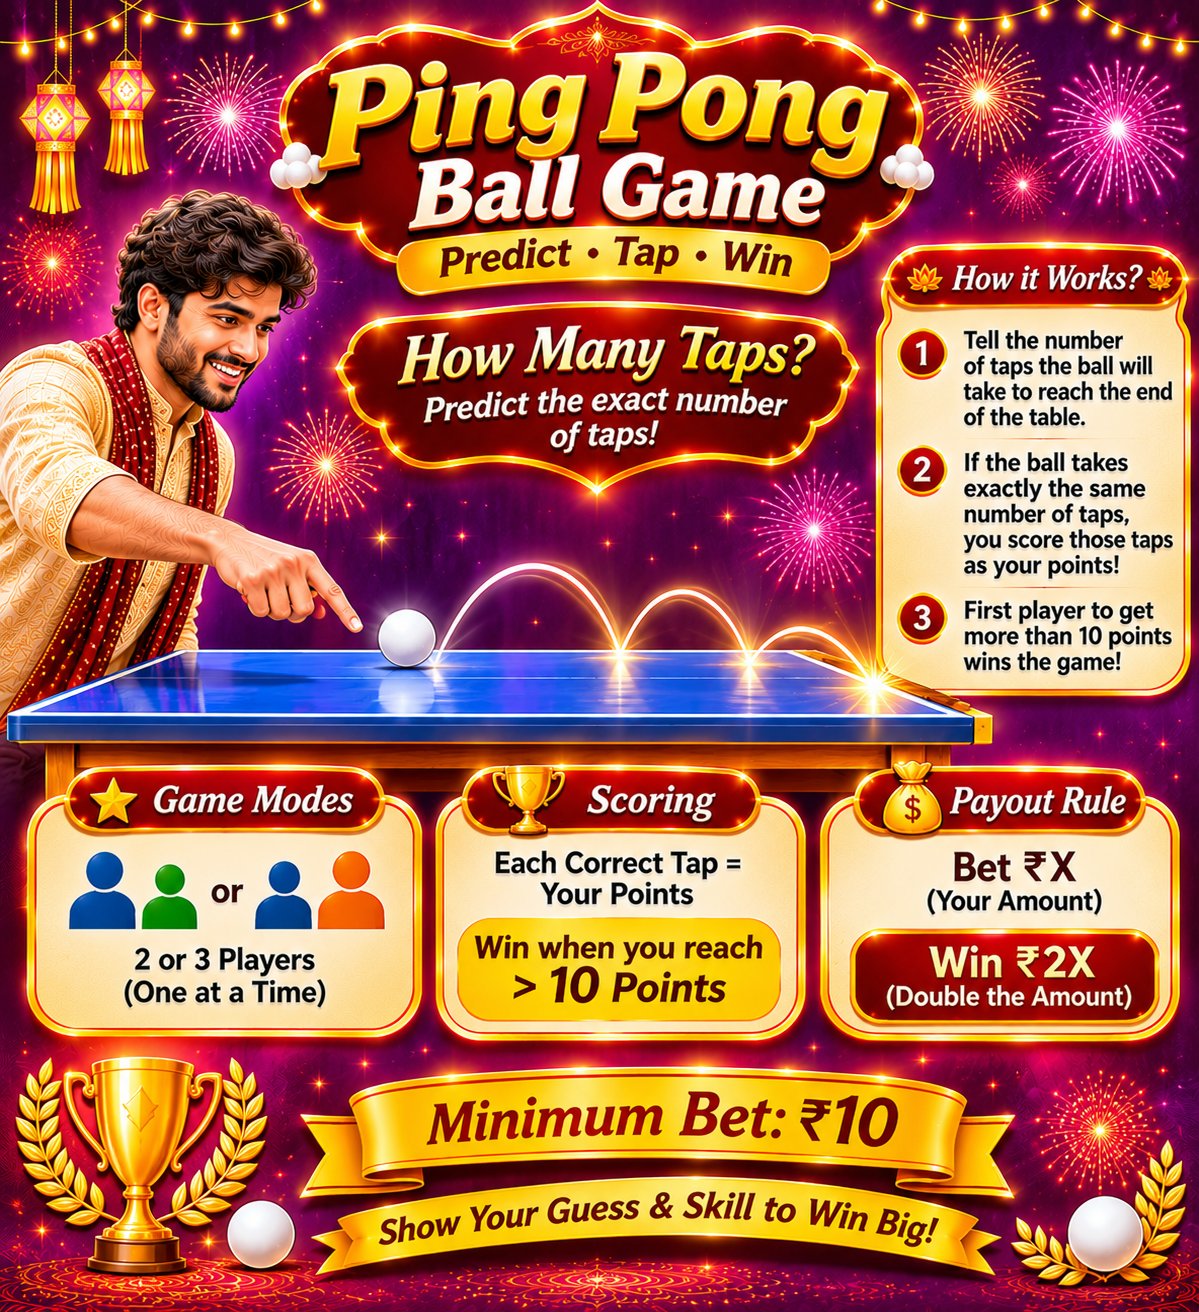 Ping Pong
Ball Game
Predict • Tap • Win
How Many Taps?
Predict the exact number
of taps!
How it Works?
1
Tell the number
of taps the ball will
take to reach the end
of the table.
2
If the ball takes
exactly the same
number of taps,
you score those taps
as your points!
3
First player to get
more than 10 points
wins the game!
Game Modes
or
2 or 3 Players
(One at a Time)
Scoring
Each Correct Tap =
Your Points
Win when you reach
> 10 Points
$
Payout Rule
Bet ₹X
(Your Amount)
Win ₹2X
(Double the Amount)
Minimum Bet: ₹10
Show Your Guess & Skill to Win Big!